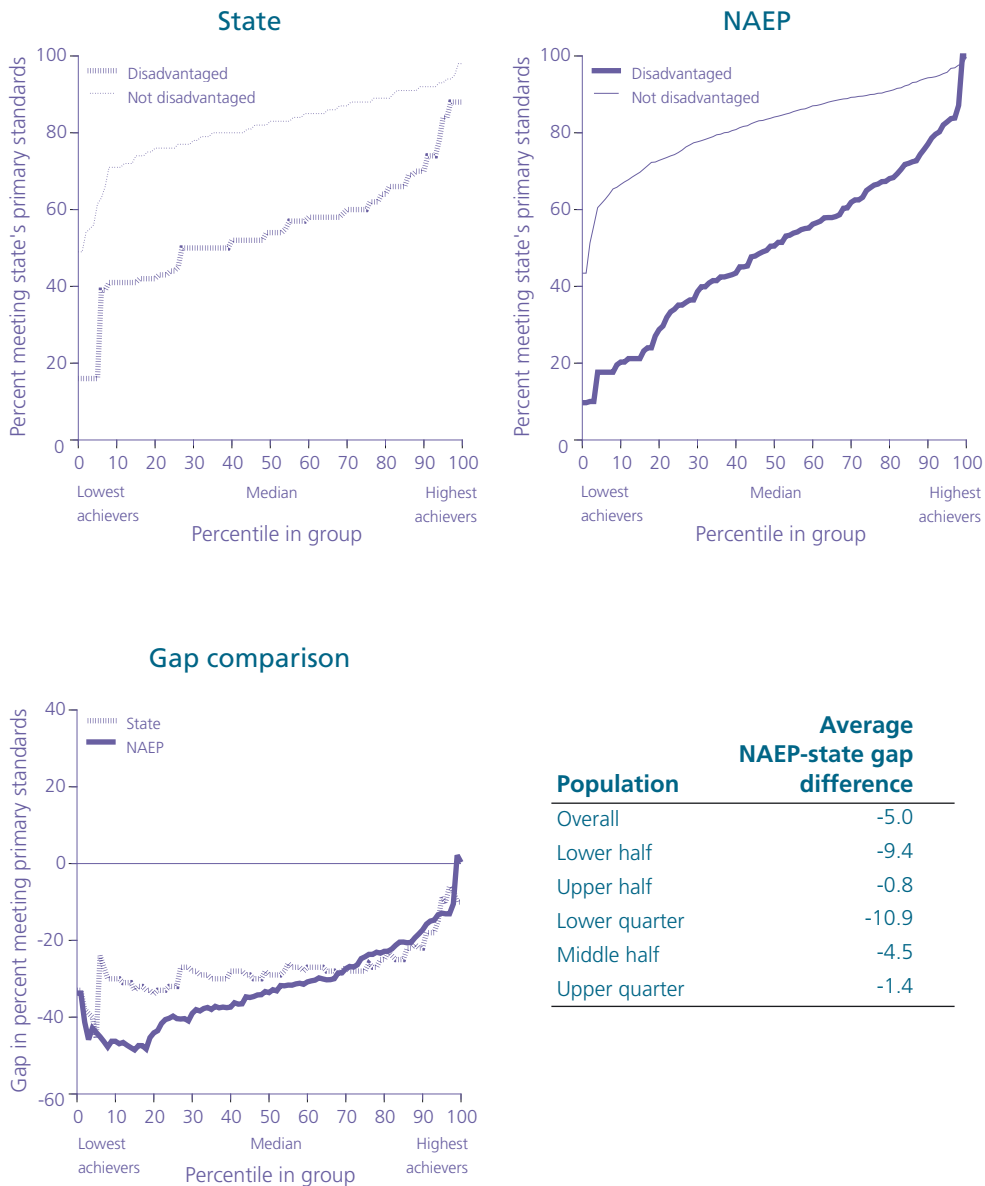 State
Percent meeting state's primary standards
100
80
60
40
20
0
Disadvantaged
Not disadvantaged
0 10 20 30 40 50 60 70 80 90 100
Lowest achievers
Median
Highest achievers
Percentile in group
NAEP
Percent meeting state's primary standards
100
80
60
40
20
0
Disadvantaged
Not disadvantaged
0 10 20 30 40 50 60 70 80 90 100
Lowest achievers
Median
Highest achievers
Percentile in group
Gap comparison
Gap in percent meeting primary standards
40
20
0
-20
-40
-60
State
NAEP
0 10 20 30 40 50 60 70 80 90 100
Lowest achievers
Median
Highest achievers
Percentile in group
Average
NAEP-state gap
Population difference
Overall -5.0
Lower half -9.4
Upper half -0.8
Lower quarter -10.9
Middle half -4.5
Upper quarter -1.4